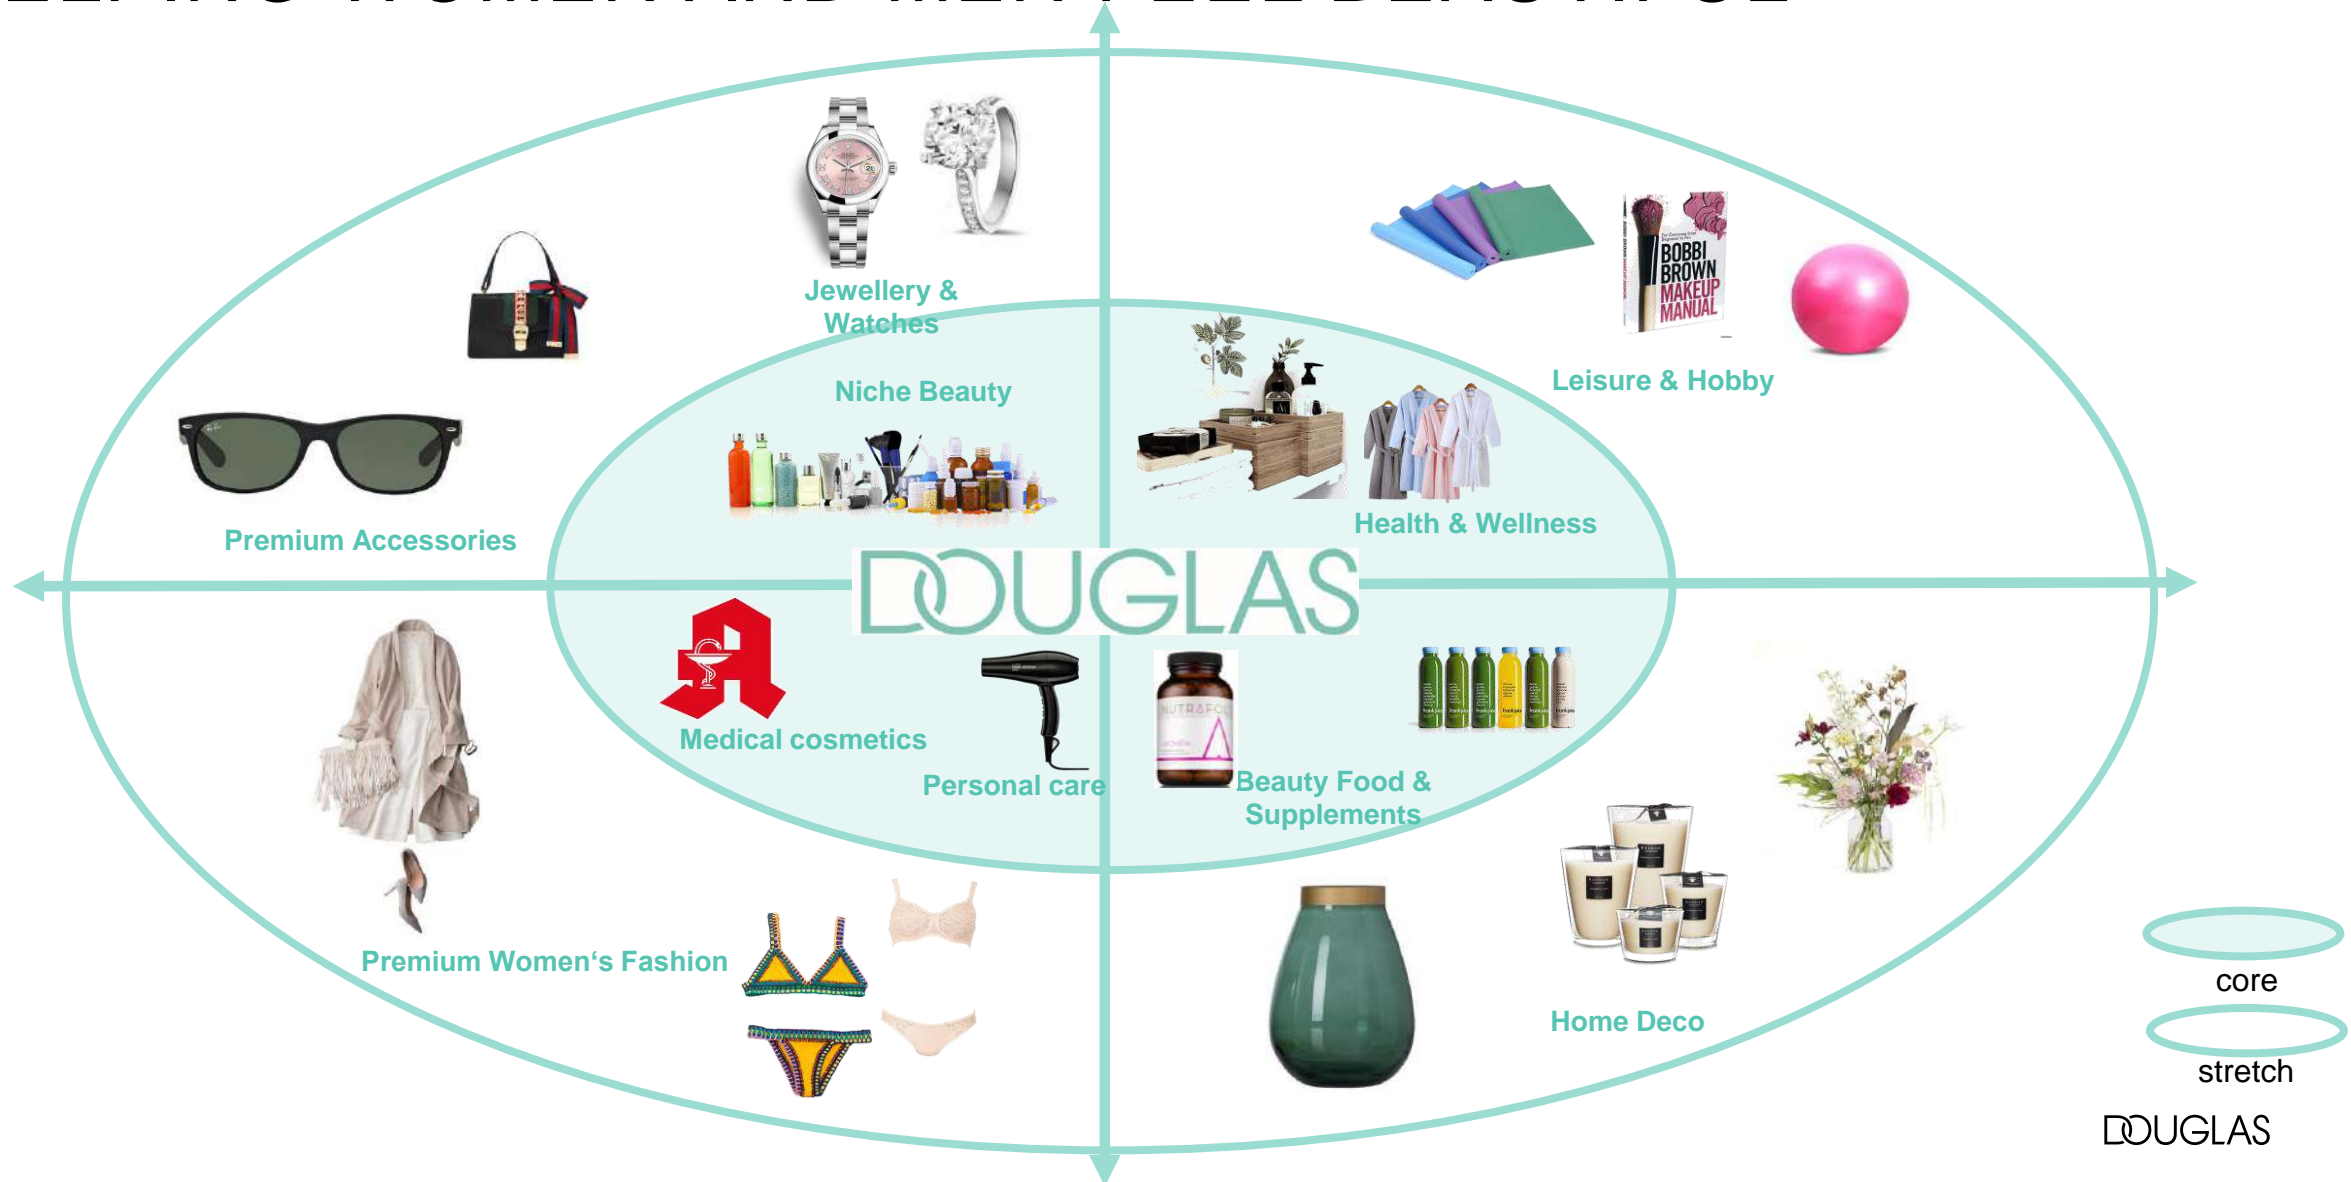 Jewellery &
Watches
Niche Beauty
BOBBI
BROWN
MAKEUP
MANUAL
Leisure & Hobby
Premium Accessories
Health & Wellness
DOUGLAS
Medical cosmetics
Personal care
Beauty Food &
Supplements
Premium Women‘s Fashion
Home Deco
core
stretch
DOUGLAS